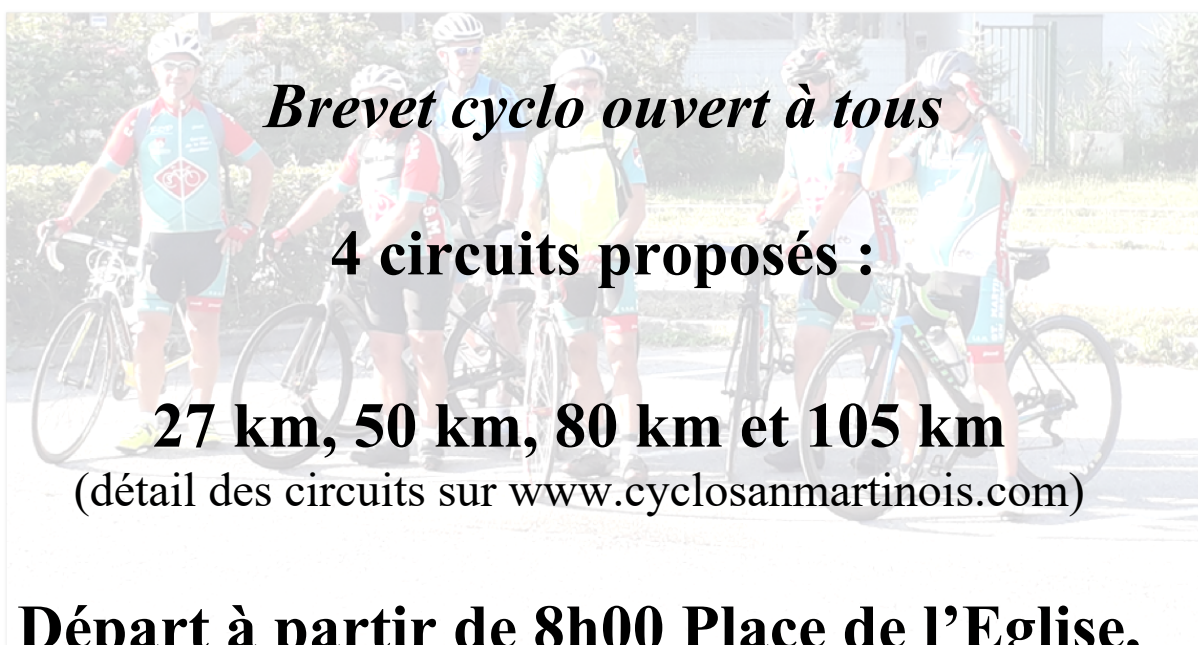 Brevet cyclo ouvert à tous
4 circuits proposés :
27 km, 50 km, 80 km et 105 km
(détail des circuits sur www.cyclosanmartinois.com)
Départ à partir de 8h00 Place de l’Eglise,